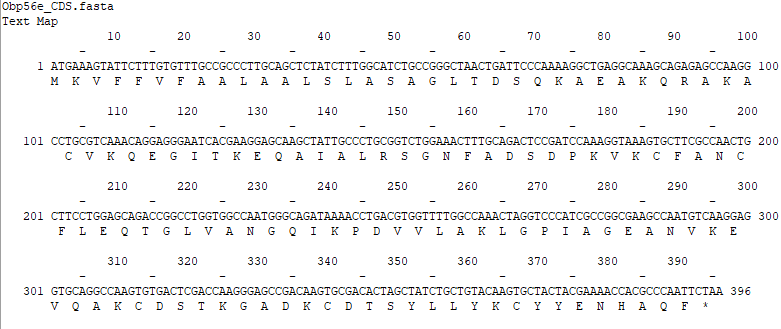 Obp56e_CDS.fasta
Text Map
10 20 30 40 50 60 70 80 90 100
– – – – – – – – – –
1 ATGAAAGTATTCTTTGTGTTTGCCGCCCTTGCAGCTCTATCTTTGGCATCTGCCGGGCTAACTGATTCCCAAAAGGCTGAGGCAAAGCAGAGAGCCAAGG 100
M K V F F V F A A L A A L S L A S A G L T D S Q K A E A K Q R A K A
110 120 130 140 150 160 170 180 190 200
– – – – – – – – – –
101 CCTGCGTCAAACAGGAGGGAATCACGAAGGAGCAAGCTATTGCCCTGCGGTCTGGAAACTTTGCAGACTCCGATCCAAAGGTAAAGTGCTTCGCCAACTG 200
C V K Q E G I T K E Q A I A L R S G N F A D S D P K V K C F A N C
210 220 230 240 250 260 270 280 290 300
– – – – – – – – – –
201 CTTCCTGGAGCAGACCGGCCTGGTGGCCAATGGGCAGATAAAACCTGACGTGGTTTTGGCCAAACTAGGTCCCATCGCCGGCGAAGCCAATGTCAAGGAG 300
F L E Q T G L V A N G Q I K P D V V L A K L G P I A G E A N V K E
310 320 330 340 350 360 370 380 390
– – – – – – – – –
301 GTGCAGGCCAAGTGTGACTCGACCAAGGGAGCCGACAAGTGCGACACTAGCTATCTGCTGTACAAGTGCTACTACGAAAACCACGCCCAATTCTAA 396
V Q A K C D S T K G A D K C D T S Y L L Y K C Y Y E N H A Q F *